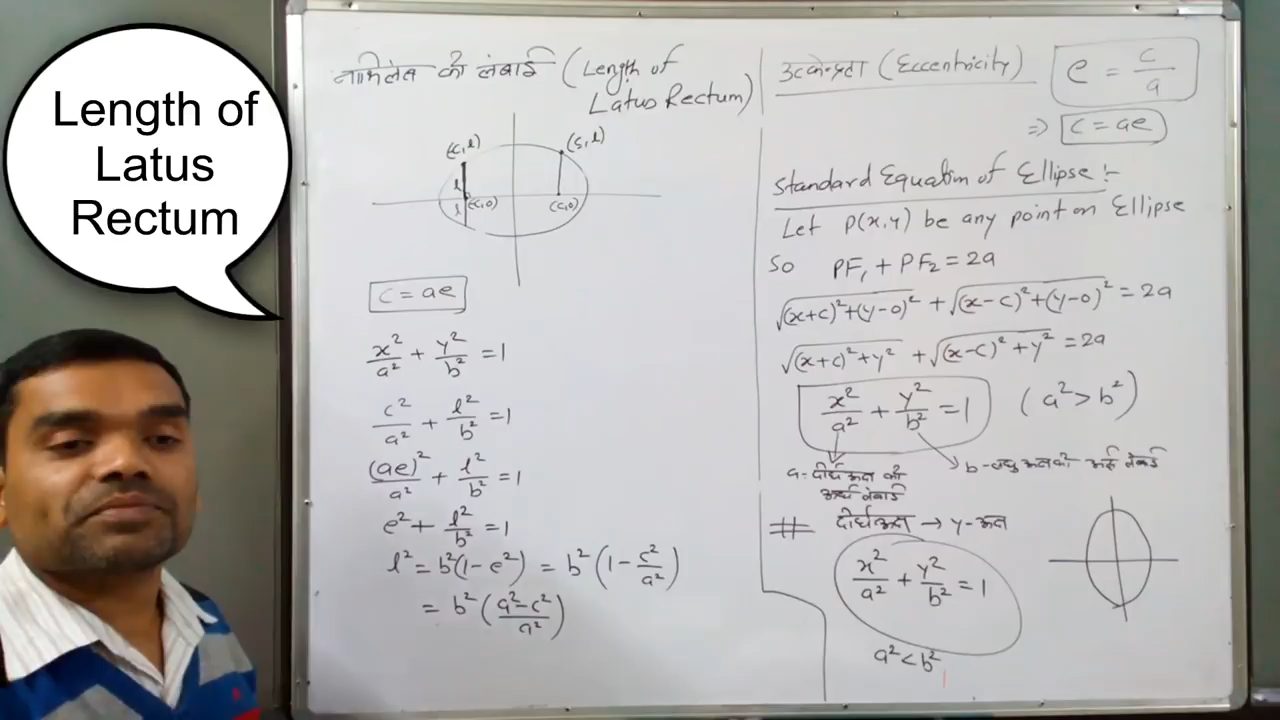 Length of
Latus
Rectum
नाभिलंब की लंबाई (Length of
Latus Rectum)
(-c, l)
(c, l)
l
l
(-c,0)
(c,0)
c = ae
x²/a² + y²/b² = 1
c²/a² + l²/b² = 1
(ae)²/a² + l²/b² = 1
e² + l²/b² = 1
l² = b²(1-e²) = b² (1 - c²/a²)
= b² (a²-c²/a²)
उत्केन्द्रता (Eccentricity)
e = c/a
⇒ c = ae
Standard Equation of Ellipse :-
Let P(x,y) be any point on Ellipse
So PF₁ + PF₂ = 2a
√(x+c)²+(y-0)² + √(x-c)²+(y-0)² = 2a
√(x+c)²+y² + √(x-c)²+y² = 2a
x²/a² + y²/b² = 1 (a² > b²)
a - दीर्घ अक्ष की
अर्ध लंबाई
b - लघु अक्ष की अर्ध लंबाई
# दीर्घ अक्ष → y-अक्ष
x²/a² + y²/b² = 1
a² < b²